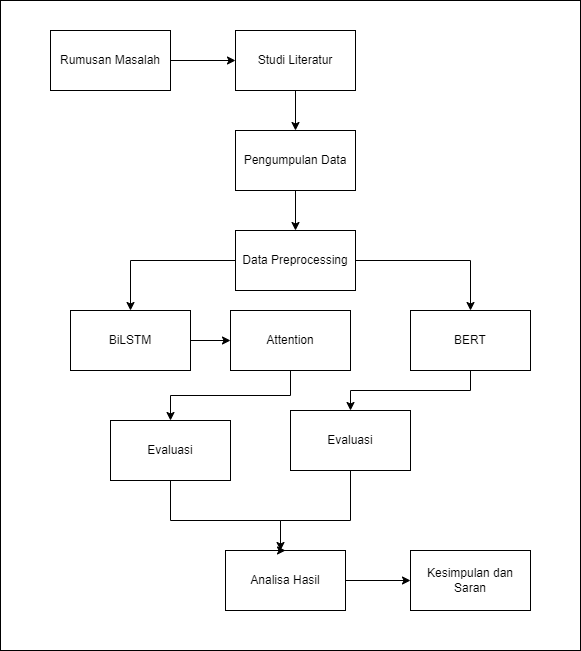 Rumusan Masalah
Studi Literatur
Pengumpulan Data
Data Preprocessing
BiLSTM
Attention
BERT
Evaluasi
Evaluasi
Analisa Hasil
Kesimpulan dan
Saran